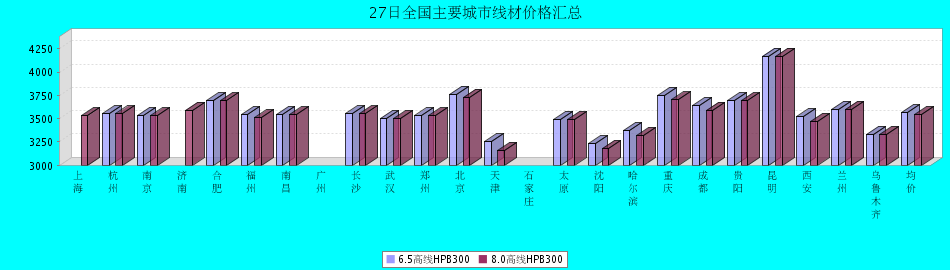 27日全国主要城市线材价格汇总
4250
4000
3750
3500
3250
3000
上海
杭州
南京
济南
合肥
福州
南昌
广州
长沙
武汉
郑州
北京
天津
石家庄
太原
沈阳
哈尔滨
重庆
成都
贵阳
昆明
西安
兰州
乌鲁木齐
均价
6.5高线HPB300
8.0高线HPB300